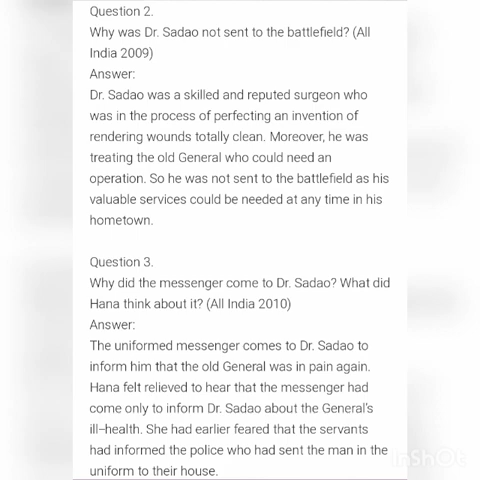 Question 2.
Why was Dr. Sadao not sent to the battlefield? (All
India 2009)
Answer:
Dr. Sadao was a skilled and reputed surgeon who
was in the process of perfecting an invention of
rendering wounds totally clean. Moreover, he was
treating the old General who could need an
operation. So he was not sent to the battlefield as his
valuable services could be needed at any time in his
hometown.
Question 3.
Why did the messenger come to Dr. Sadao? What did
Hana think about it? (All India 2010)
Answer:
The uniformed messenger comes to Dr. Sadao to
inform him that the old General was in pain again.
Hana felt relieved to hear that the messenger had
come only to inform Dr. Sadao about the General's
ill–health. She had earlier feared that the servants
had informed the police who had sent the man in the
uniform to their house.
InShOt